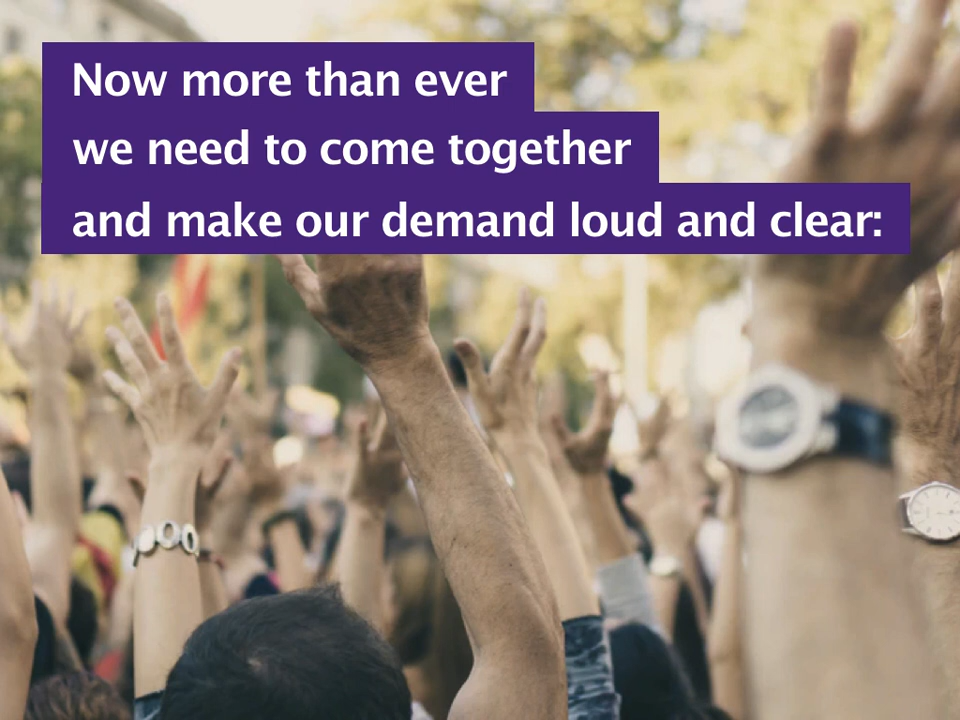 Now more than ever
we need to come together
and make our demand loud and clear: